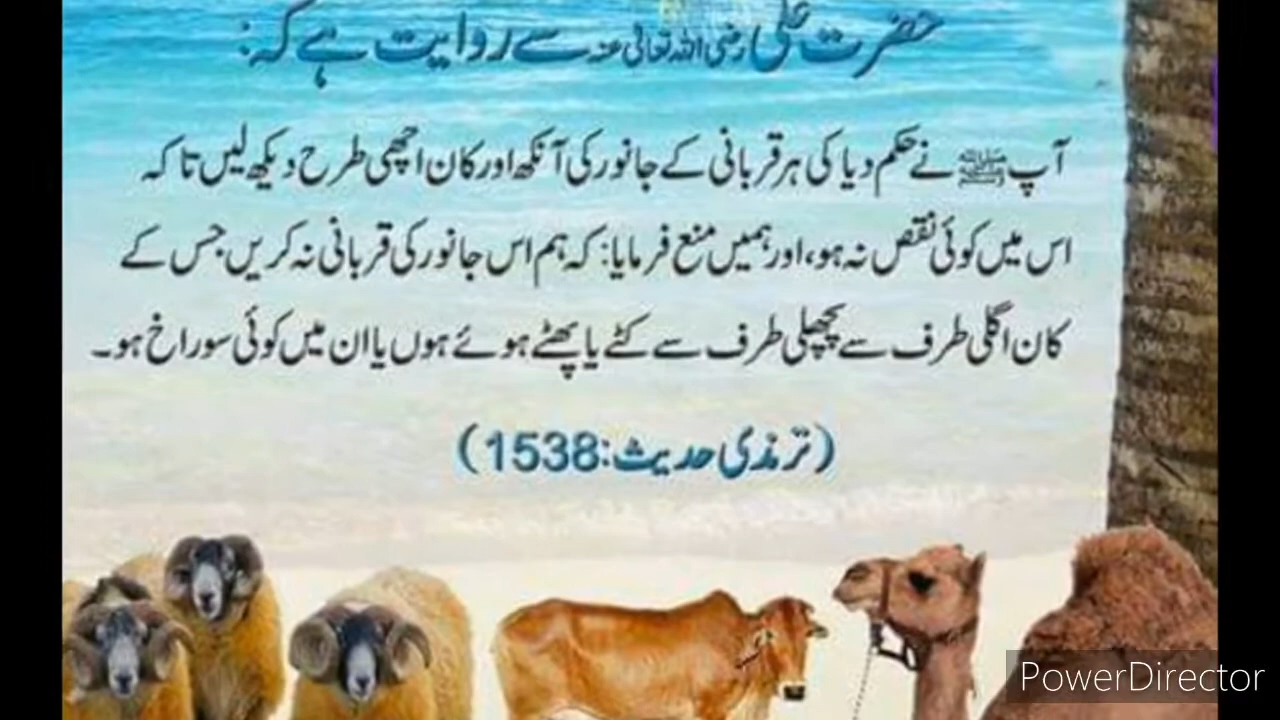 حضرت علی رضی اللہ تعالیٰ عنہ سے روایت ہے کہ:
آپ ﷺ نے حکم دیا کی ہر قربانی کے جانور کی آنکھ اور کان اچھی طرح دیکھ لیں تاکہ
اس میں کوئی نقص نہ ہو، اور ہمیں منع فرمایا: کہ ہم اس جانور کی قربانی نہ کریں جس کے
کان اگلی طرف سے پچھلی طرف سے کٹے یا پھٹے ہوئے ہوں یا ان میں کوئی سوراخ ہو۔
(ترمذی حدیث: 1538)
PowerDirector